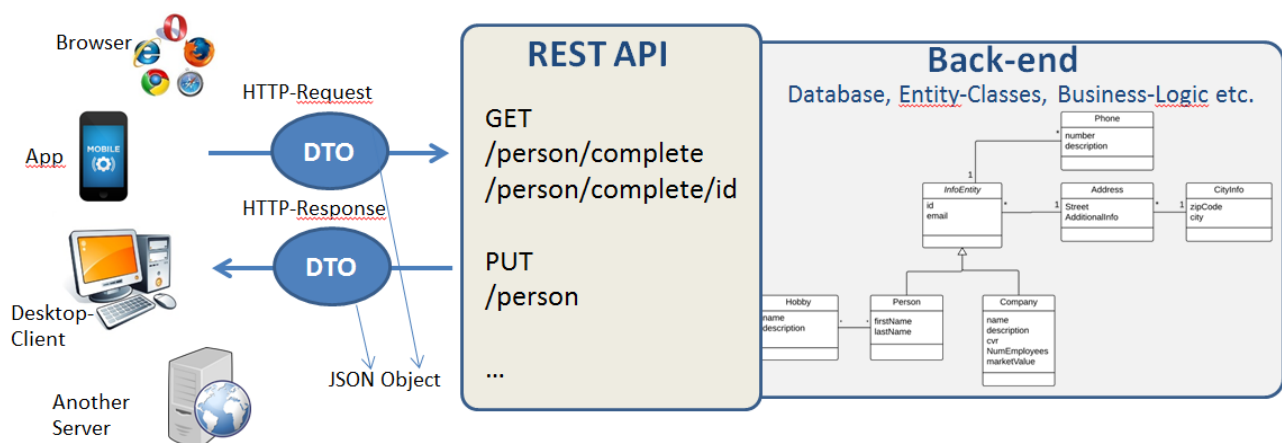 Browser
App
MOBILE
Desktop-
Client
Another
Server
HTTP-Request
DTO
HTTP-Response
DTO
JSON Object
REST API
GET
/person/complete
/person/complete/id
PUT
/person
...
Back-end
Database, Entity-Classes, Business-Logic etc.
Phone
number
description
*
1
InfoEntity
id
email
*
1
Address
Street
AdditionalInfo
*
1
CityInfo
zipCode
city
Hobby
name
description
*
*
Person
firstName
lastName
Company
name
description
cvr
NumEmployees
marketValue